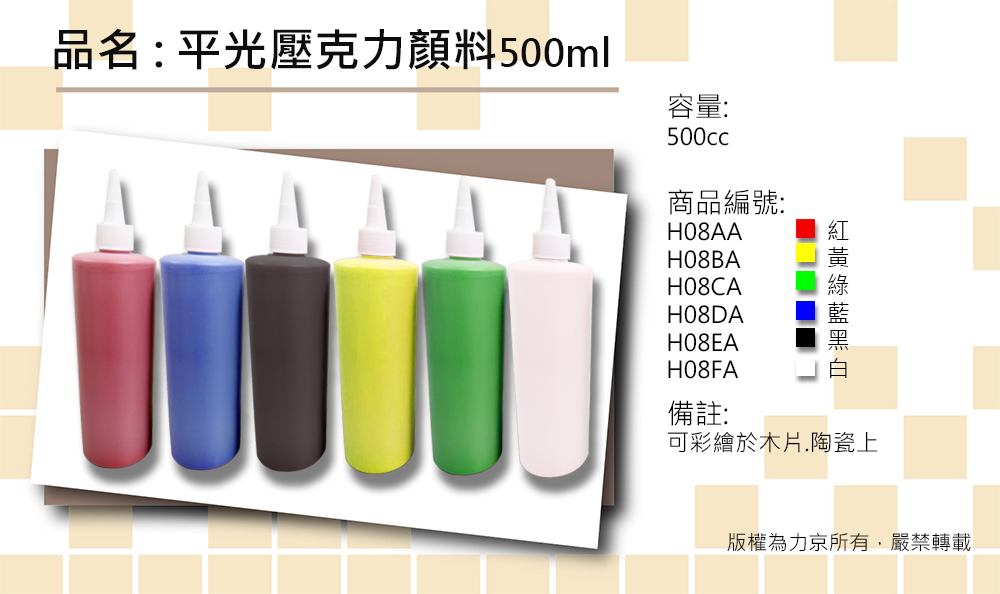 品名 : 平光壓克力顏料500ml
容量:
500cc
商品編號:
H08AA 紅
H08BA 黃
H08CA 綠
H08DA 藍
H08EA 黑
H08FA 白
備註:
可彩繪於木片.陶瓷上
版權為力京所有，嚴禁轉載